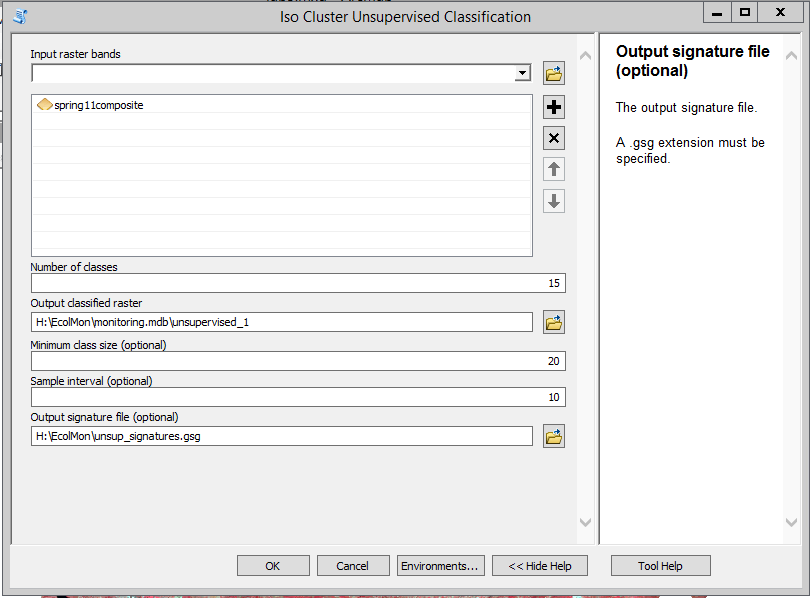 Iso Cluster Unsupervised Classification
Input raster bands
spring11composite
Number of classes
15
Output classified raster
H:\EcolMon\monitoring.mdb\unsupervised_1
Minimum class size (optional)
20
Sample interval (optional)
10
Output signature file (optional)
H:\EcolMon\unsup_signatures.gsg
OK
Cancel
Environments...
<< Hide Help
Output signature file
(optional)
The output signature file.
A .gsg extension must be
specified.
Tool Help